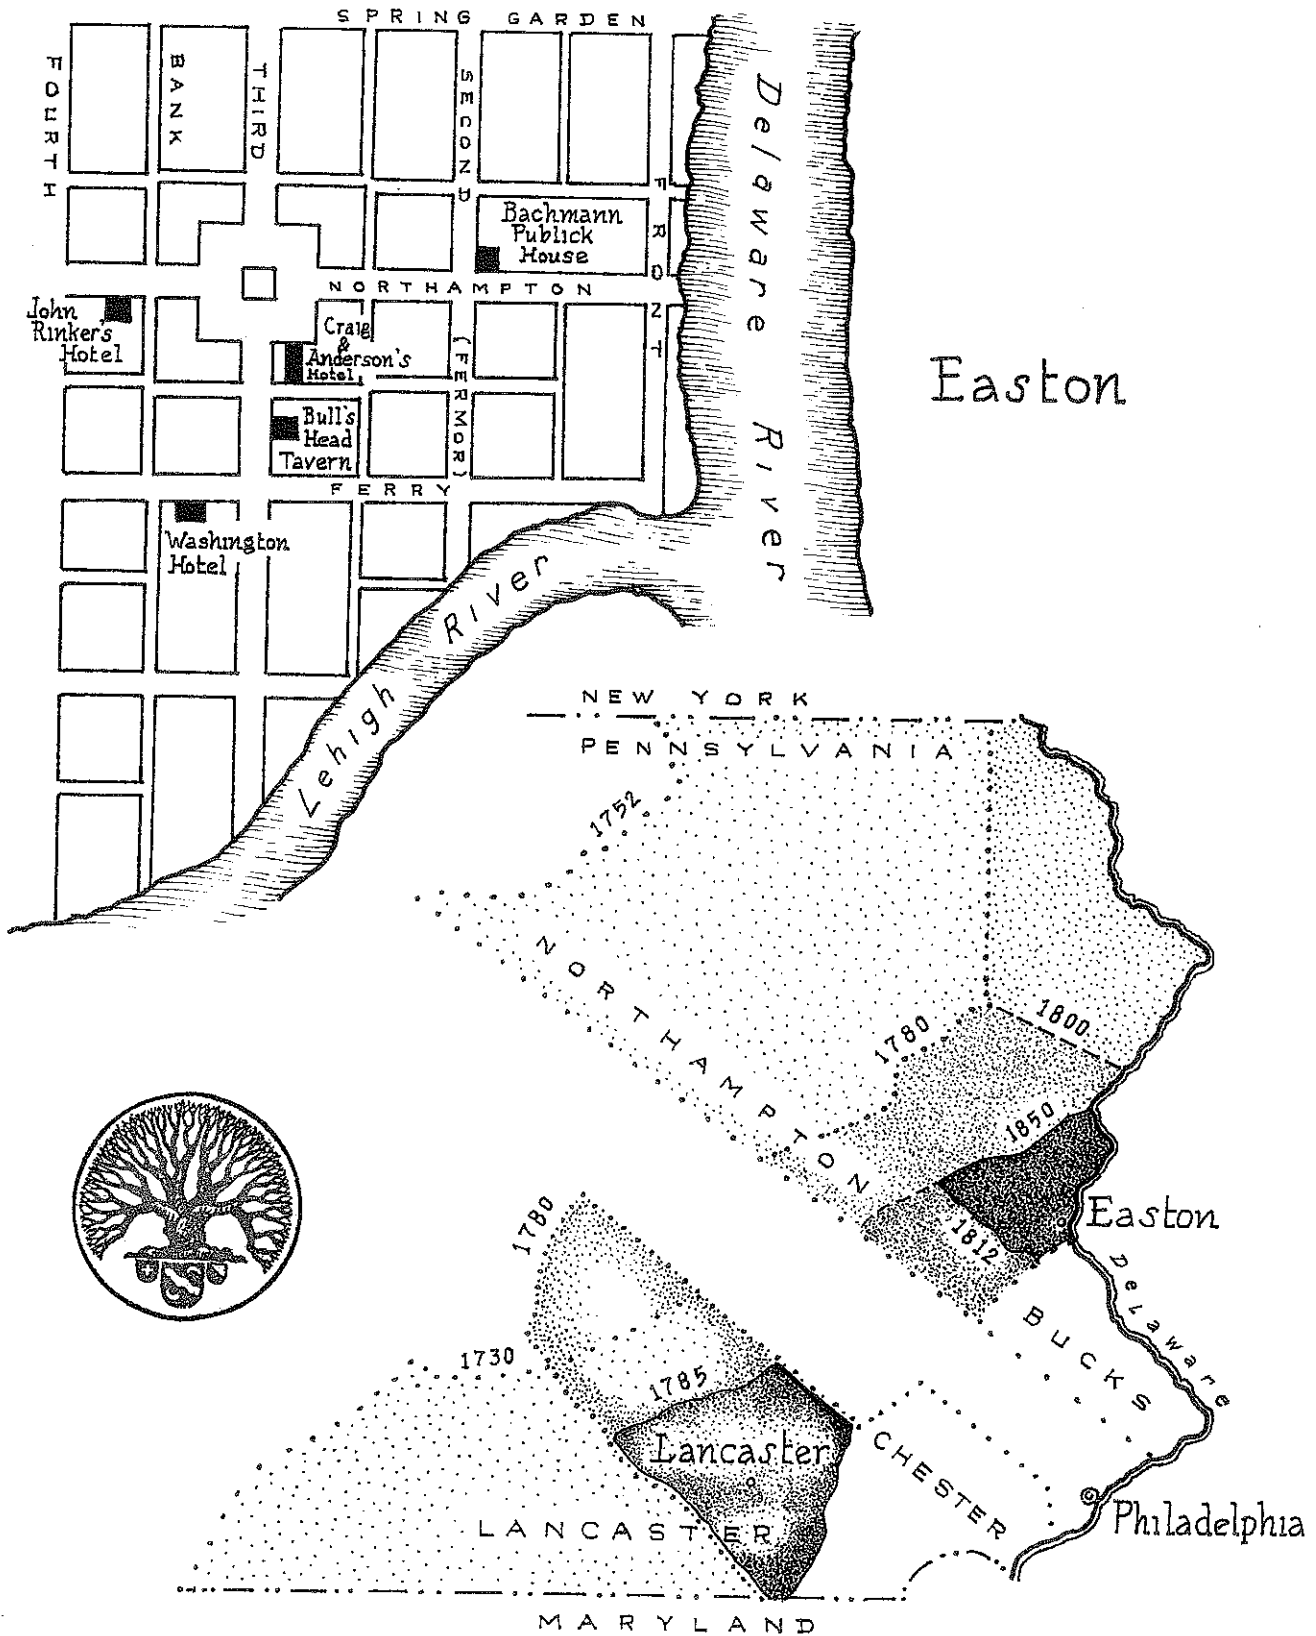 SPRING GARDEN
FOURTH
BANK
THIRD
SECOND
FRONT
Delaware River
Bachmann
Publick
House
NORTHAMPTON
John
Rinker's
Hotel
Craig
&
Anderson's
Hotel
(FERMOR)
Easton
Bull's
Head
Tavern
FERRY
Washington
Hotel
Lehigh River
NEW YORK
PENNSYLVANIA
1752
NORTHAMPTON
1780
1800
1850
1812
Easton
Delaware
BUCKS
1780
1730
1785
Lancaster
CHESTER
LANCASTER
Philadelphia
MARYLAND